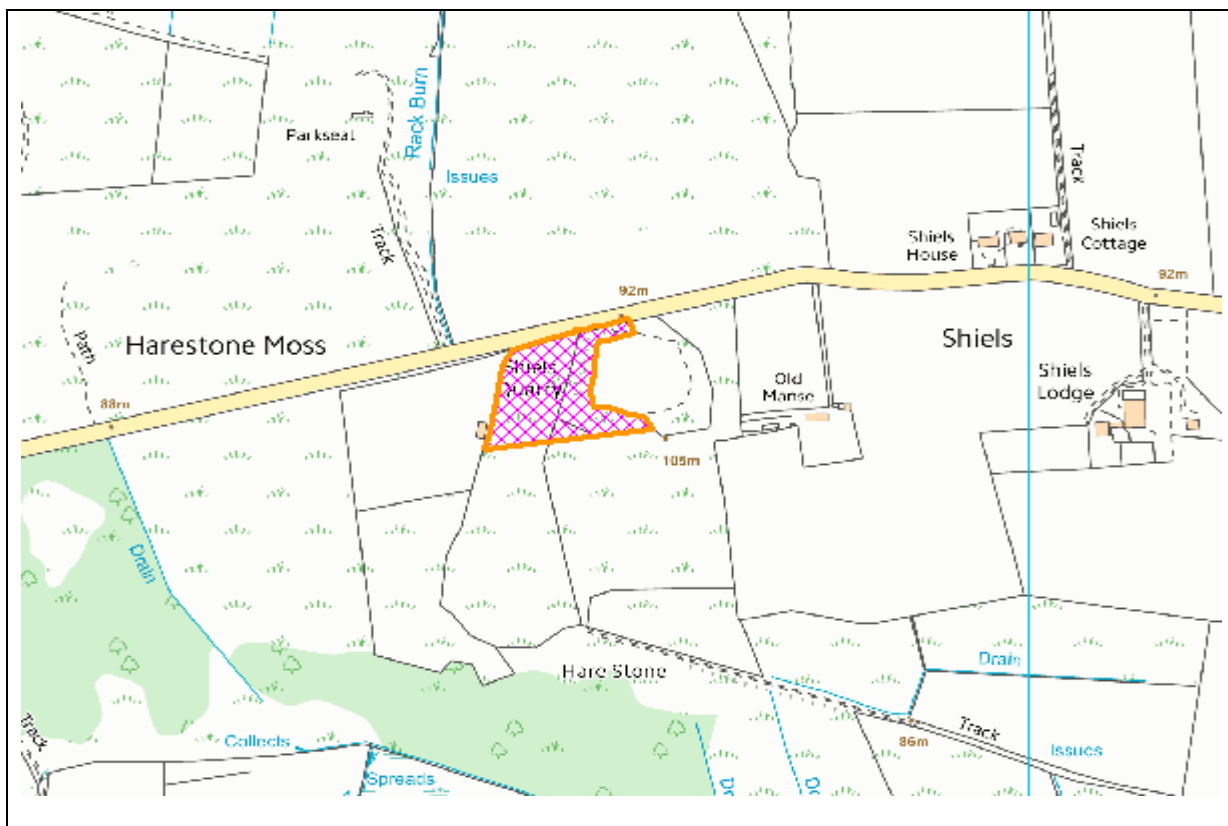 Parkseat
Rack Burn
Issues
Track
Track
Shiels
House
Shiels
Cottage
92m
92m
Harestone Moss
Path
Shiels
Quarry
Shiels
Old
Manse
Shiels
Lodge
88m
105m
Drain
Hare Stone
Drain
Track
Collects
Track
86m
Issues
Spreads